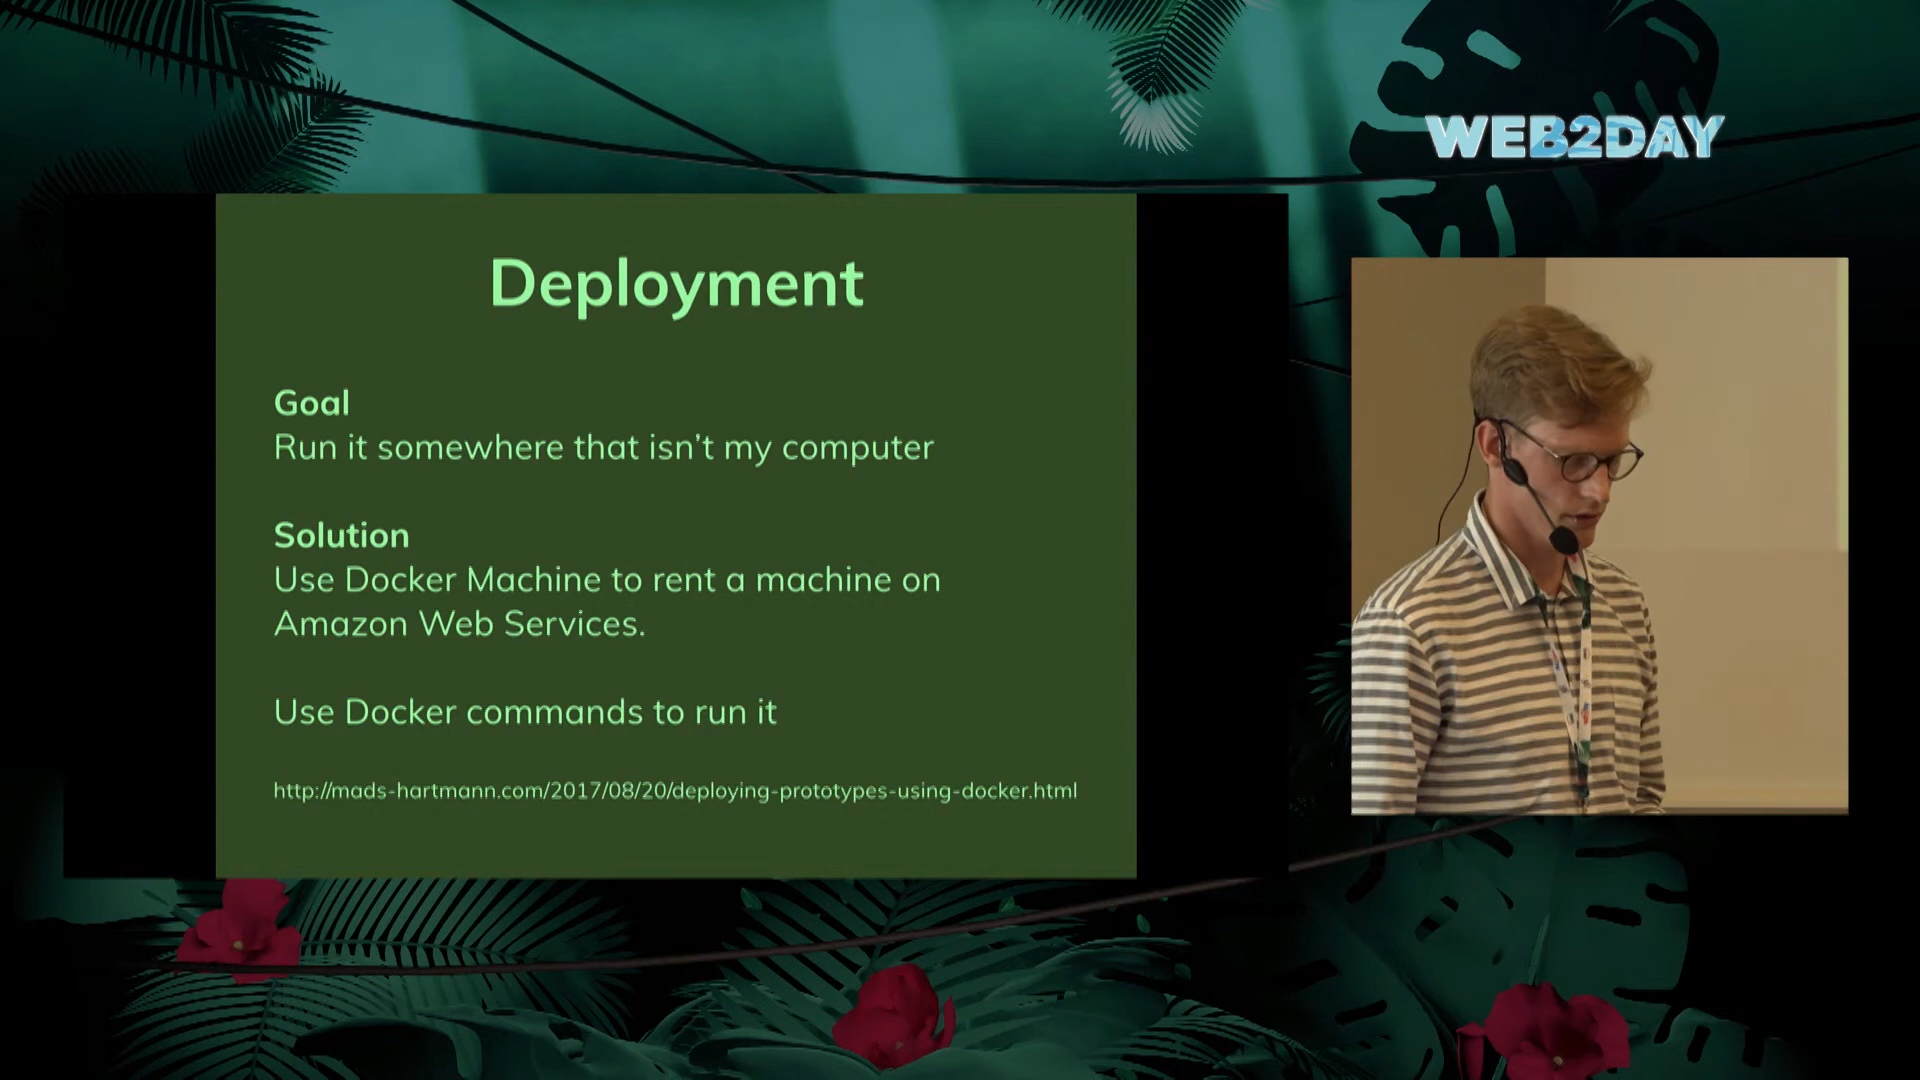 WEB2DAY
Deployment
Goal
Run it somewhere that isn't my computer
Solution
Use Docker Machine to rent a machine on
Amazon Web Services.
Use Docker commands to run it
http://mads-hartmann.com/2017/08/20/deploying-prototypes-using-docker.html